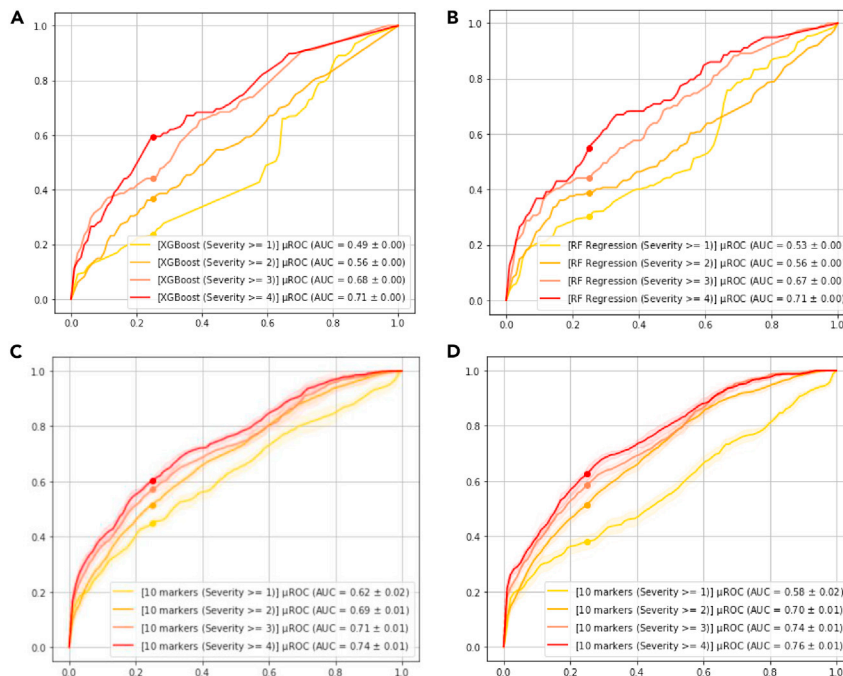 A
1.0
0.8
0.6
0.4
0.2
0.0
[XGBoost (Severity >= 1)] μROC (AUC = 0.49 ± 0.00)
[XGBoost (Severity >= 2)] μROC (AUC = 0.56 ± 0.00)
[XGBoost (Severity >= 3)] μROC (AUC = 0.68 ± 0.00)
[XGBoost (Severity >= 4)] μROC (AUC = 0.71 ± 0.00)
0.0 0.2 0.4 0.6 0.8 1.0
B
1.0
0.8
0.6
0.4
0.2
0.0
[RF Regression (Severity >= 1)] μROC (AUC = 0.53 ± 0.00
[RF Regression (Severity >= 2)] μROC (AUC = 0.56 ± 0.00
[RF Regression (Severity >= 3)] μROC (AUC = 0.67 ± 0.00
[RF Regression (Severity >= 4)] μROC (AUC = 0.71 ± 0.00)
0.0 0.2 0.4 0.6 0.8 1.0
C
1.0
0.8
0.6
0.4
0.2
0.0
[10 markers (Severity >= 1)] μROC (AUC = 0.62 ± 0.02)
[10 markers (Severity >= 2)] μROC (AUC = 0.69 ± 0.01)
[10 markers (Severity >= 3)] μROC (AUC = 0.71 ± 0.01)
[10 markers (Severity >= 4)] μROC (AUC = 0.74 ± 0.01)
0.0 0.2 0.4 0.6 0.8 1.0
D
1.0
0.8
0.6
0.4
0.2
0.0
[10 markers (Severity >= 1)] μROC (AUC = 0.58 ± 0.02)
[10 markers (Severity >= 2)] μROC (AUC = 0.70 ± 0.01)
[10 markers (Severity >= 3)] μROC (AUC = 0.74 ± 0.01)
[10 markers (Severity >= 4)] μROC (AUC = 0.76 ± 0.01)
0.0 0.2 0.4 0.6 0.8 1.0